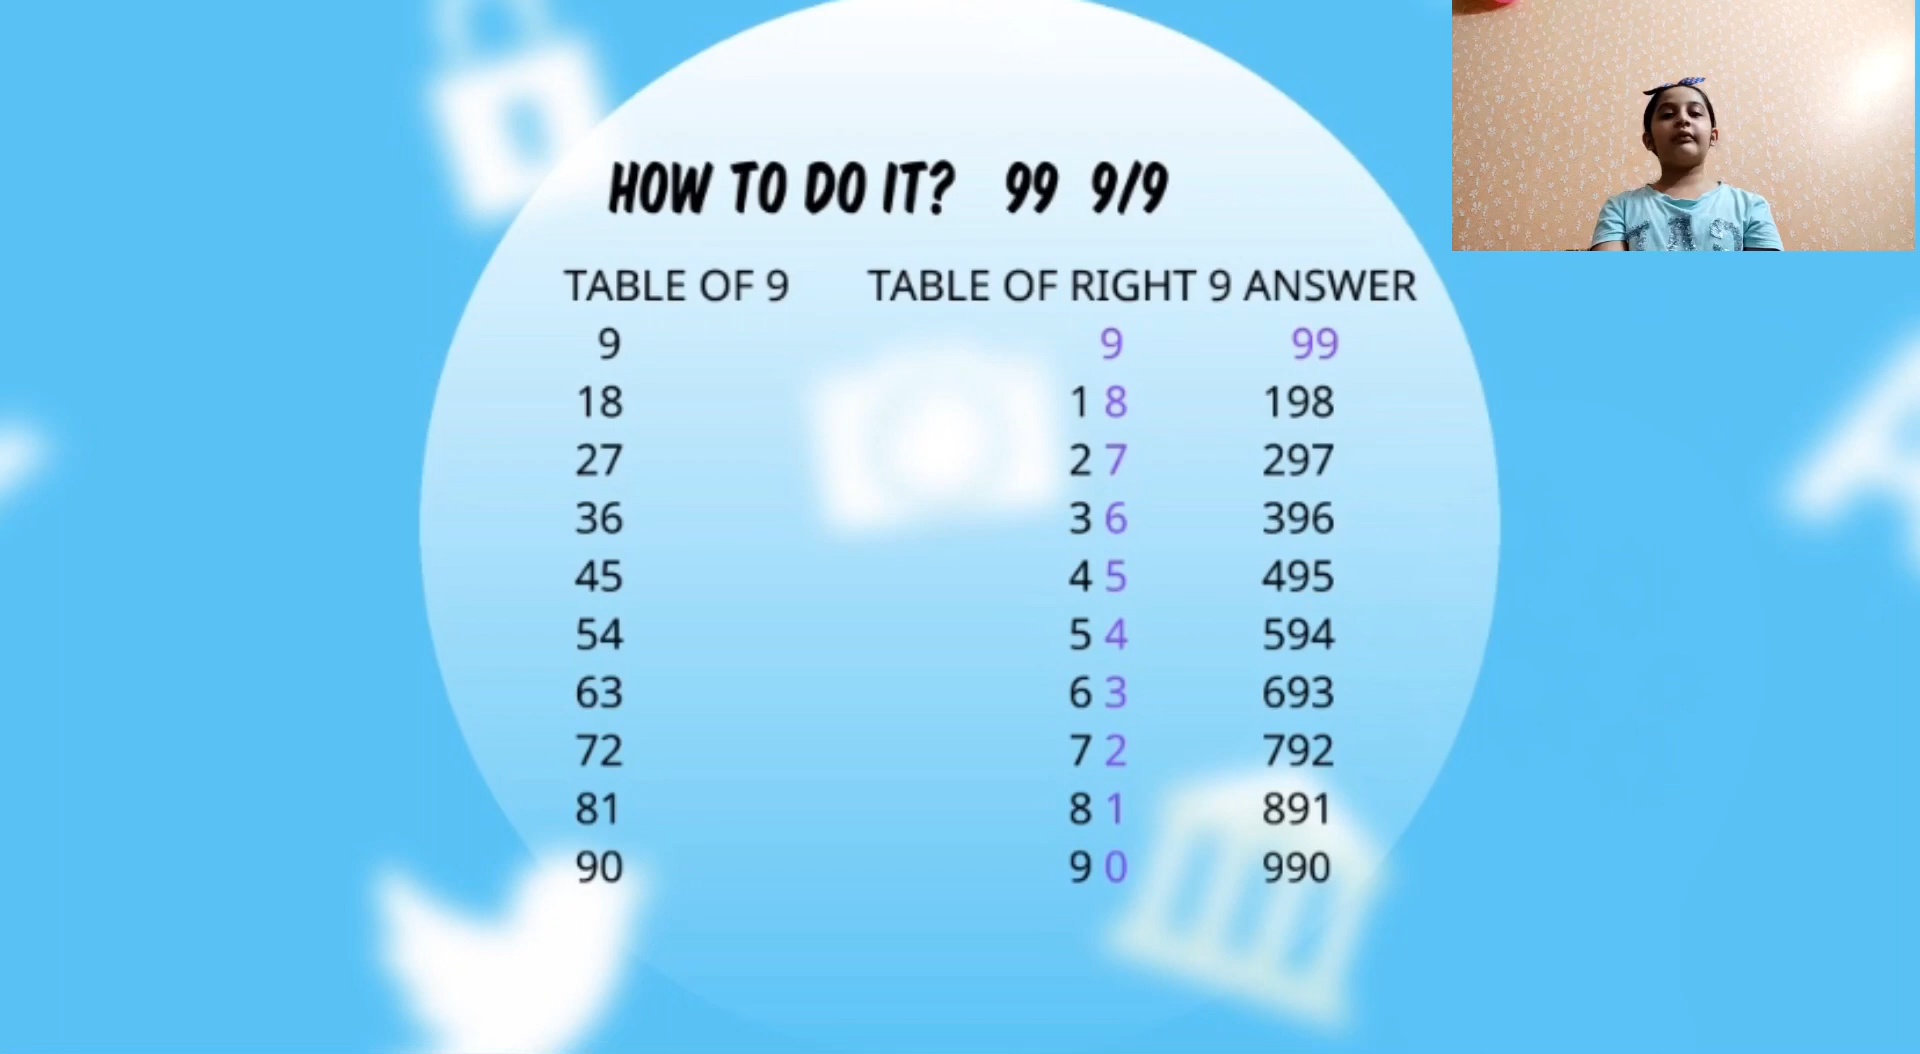 HOW TO DO IT? 99 9/9
TABLE OF 9 TABLE OF RIGHT 9 ANSWER
9 9 99
18 1 8 198
27 2 7 297
36 3 6 396
45 4 5 495
54 5 4 594
63 6 3 693
72 7 2 792
81 8 1 891
90 9 0 990